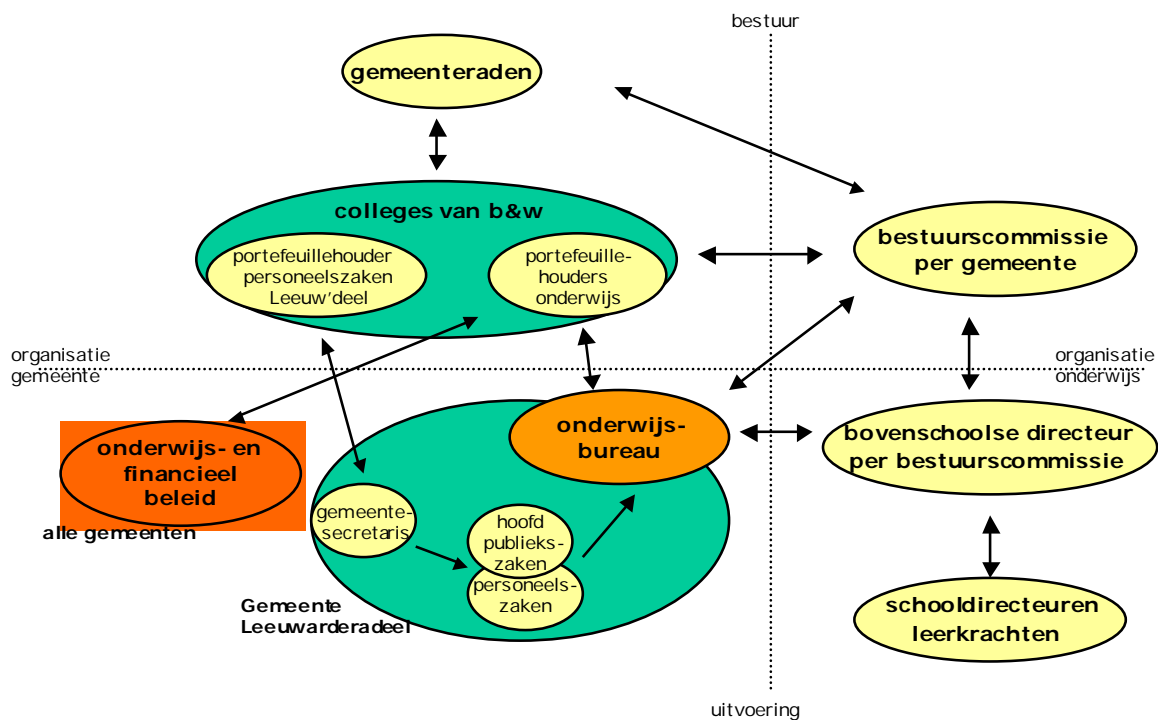 bestuur
gemeenteraden
colleges van b&w
portefeuillehouder
personeelszaken
Leeuw'deel
portefeuille-
houders
onderwijs
bestuurscommissie
per gemeente
organisatie
gemeente
organisatie
onderwijs
onderwijs- en
financieel
beleid
alle gemeenten
onderwijs-
bureau
bovenschoolse directeur
per bestuurscommissie
gemeente-
secretaris
hoofd
publieks-
zaken
personeels-
zaken
Gemeente
Leeuwarderadeel
schooldirecteuren
leerkrachten
uitvoering